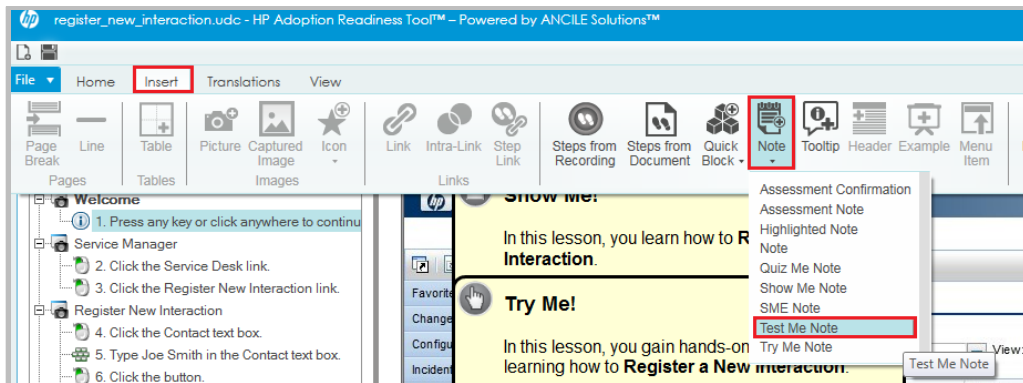 hp register_new_interaction.udc - HP Adoption Readiness Tool™ – Powered by ANCILE Solutions™
File Home Insert Translations View
Page Break
Line
Table
Picture
Captured Image
Icon
Link
Intra-Link
Step Link
Steps from Recording
Steps from Document
Quick Block
Note
Tooltip
Header
Example
Menu Item
Pages
Tables
Images
Links
Assessment Confirmation
Assessment Note
Highlighted Note
Note
Quiz Me Note
Show Me Note
SME Note
Test Me Note
Try Me Note
Test Me Note
Welcome
1. Press any key or click anywhere to continu
Service Manager
2. Click the Service Desk link.
3. Click the Register New Interaction link.
Register New Interaction
4. Click the Contact text box.
5. Type Joe Smith in the Contact text box.
6. Click the button.
hp
Favorite
Change
Configu
Incident
Show Me!
In this lesson, you learn how to R
Interaction.
Try Me!
In this lesson, you gain hands-on
learning how to Register a New Interaction.
View: